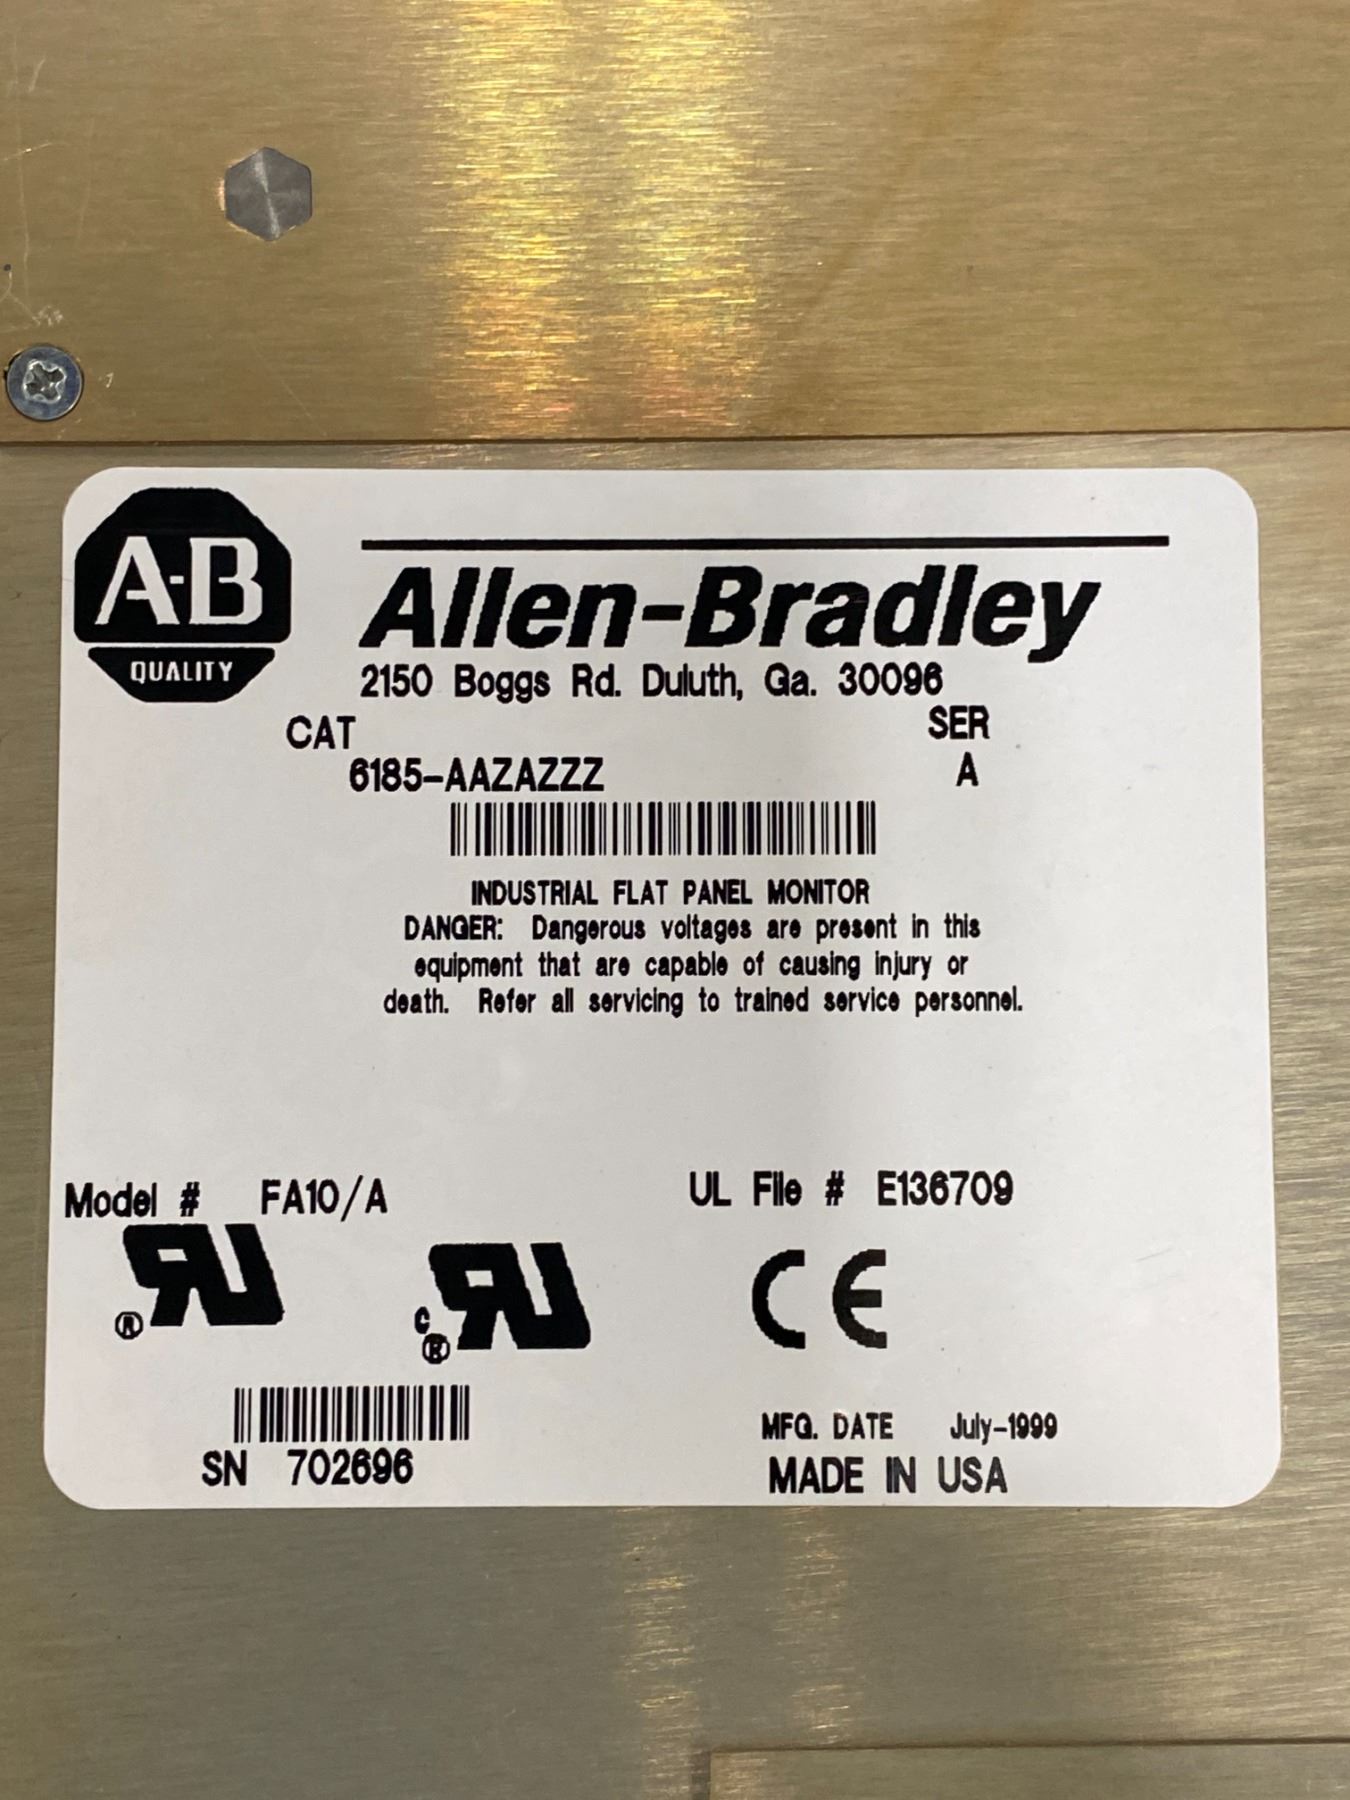 A-B
QUALITY
Allen-Bradley
2150 Boggs Rd. Duluth, Ga. 30096
CAT SER
6185-AAZAZZZ A
INDUSTRIAL FLAT PANEL MONITOR
DANGER: Dangerous voltages are present in this
equipment that are capable of causing injury or
death. Refer all servicing to trained service personnel.
Model # FA10/A UL File # E136709
RU® C RU® CE
SN 702696
MFG. DATE July-1999
MADE IN USA